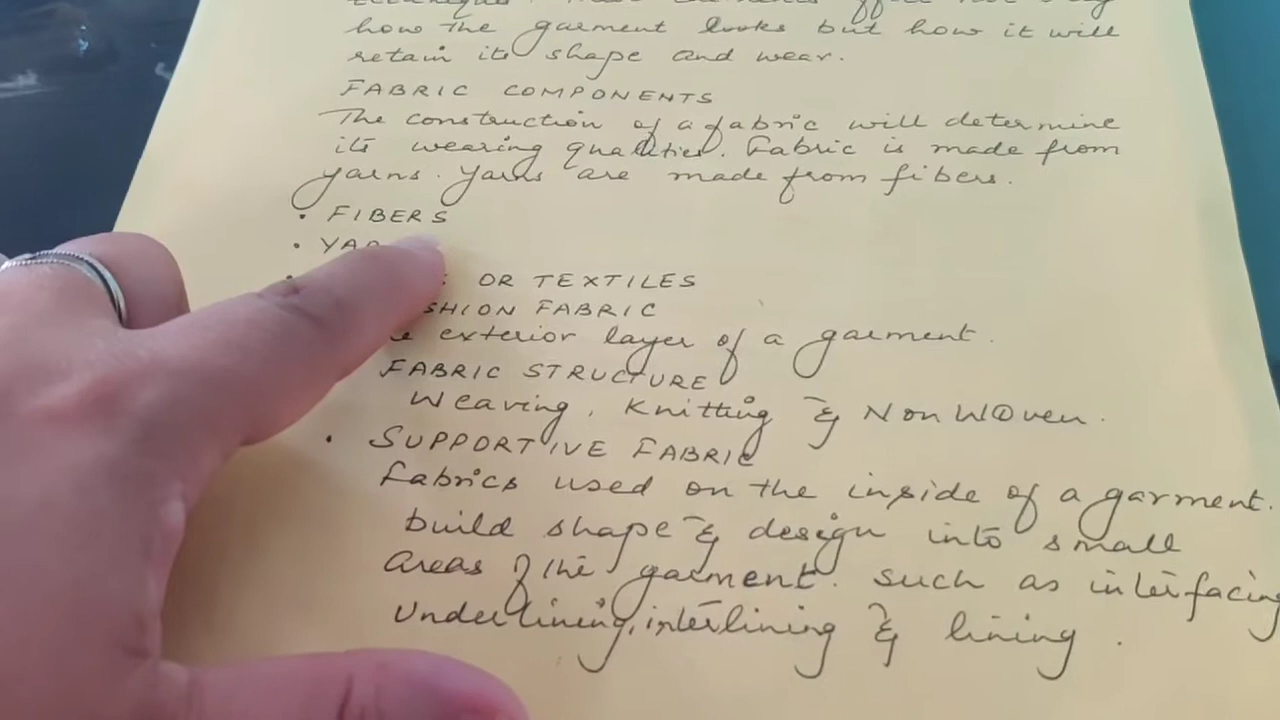 how the garment looks but how it will
retain its shape and wear.
FABRIC COMPONENTS
The construction of a fabric will determine
its wearing qualities. Fabric is made from
yarns. Yarns are made from fibers.
• FIBERS
•
OR TEXTILES
FABRIC
exterior layer of a garment.
FABRIC STRUCTURE
Weaving, Knitting & Non Woven.
• SUPPORTIVE FABRIC
Fabrics used on the inside of a garment.
build shape & design into small
areas of the garment. such as interfacing
Underlining, interlining & lining.